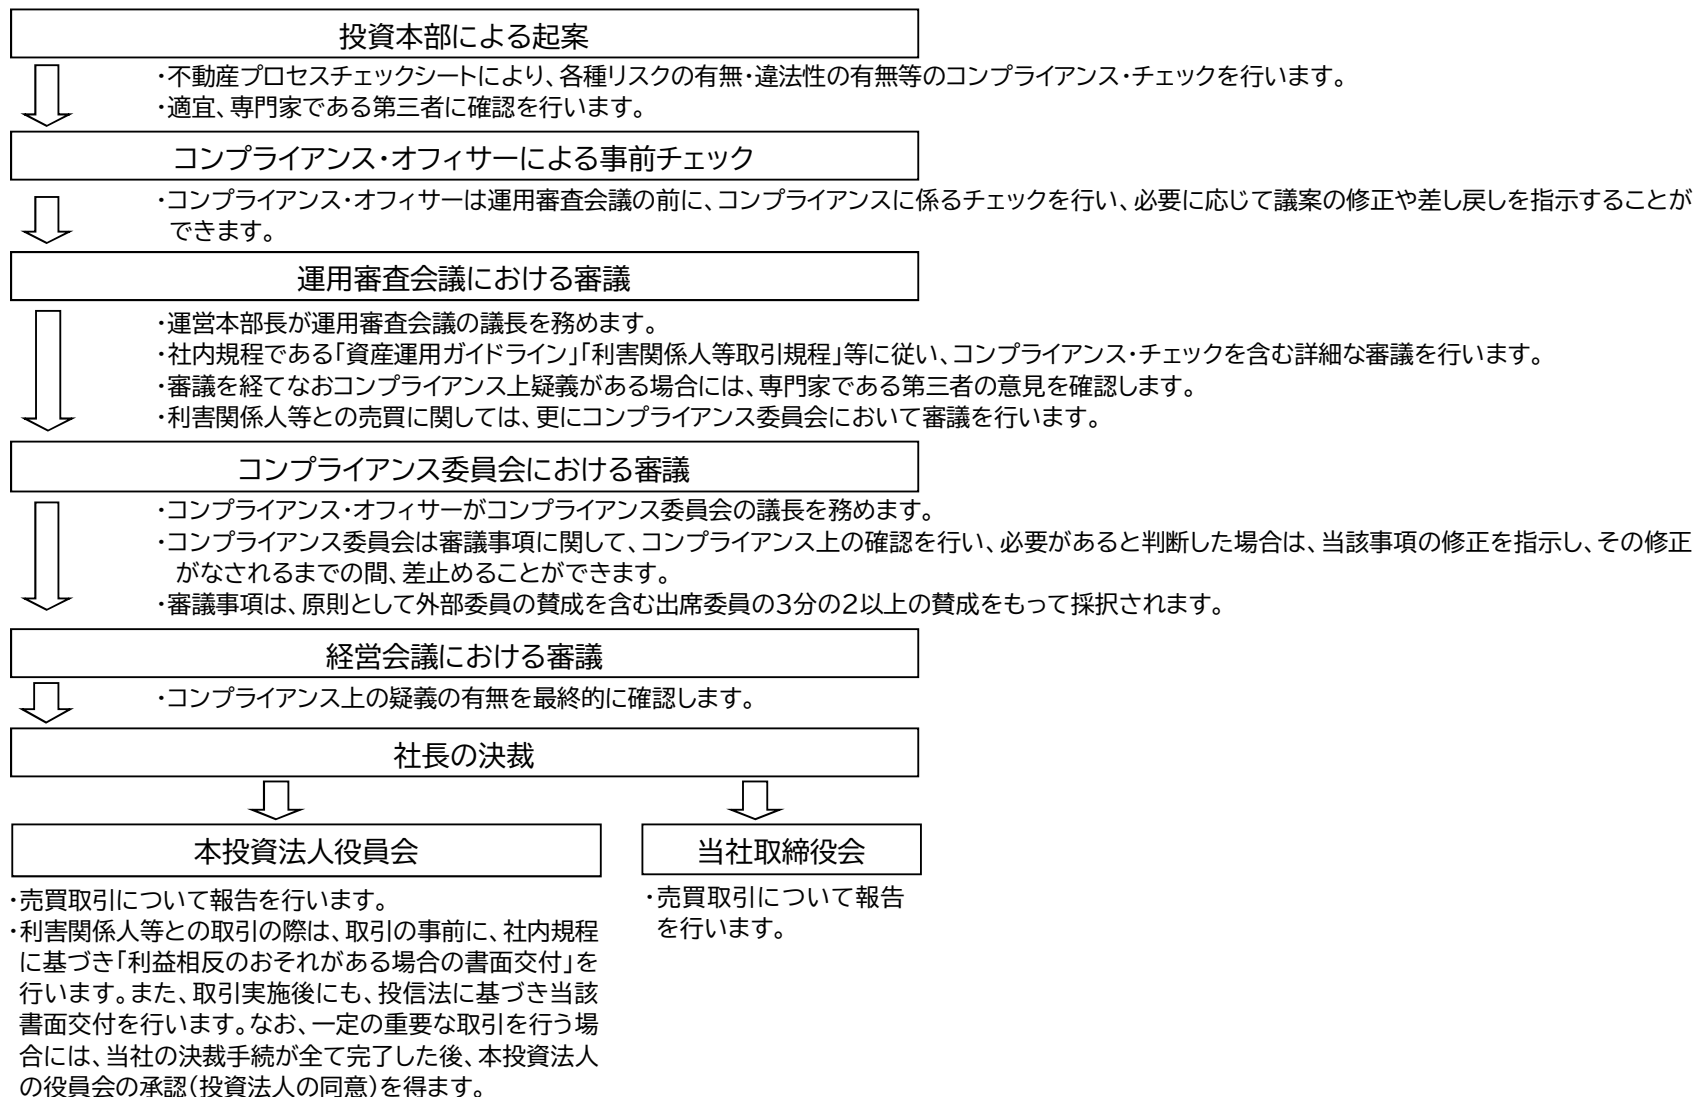 投資本部による起案
・不動産プロセスチェックシートにより、各種リスクの有無・違法性の有無等のコンプライアンス・チェックを行います。
・適宜、専門家である第三者に確認を行います。
コンプライアンス・オフィサーによる事前チェック
・コンプライアンス・オフィサーは運用審査会議の前に、コンプライアンスに係るチェックを行い、必要に応じて議案の修正や差し戻しを指示することが
できます。
運用審査会議における審議
・運営本部長が運用審査会議の議長を務めます。
・社内規程である「資産運用ガイドライン」「利害関係人等取引規程」等に従い、コンプライアンス・チェックを含む詳細な審議を行います。
・審議を経てなおコンプライアンス上疑義がある場合には、専門家である第三者の意見を確認します。
・利害関係人等との売買に関しては、更にコンプライアンス委員会において審議を行います。
コンプライアンス委員会における審議
・コンプライアンス・オフィサーがコンプライアンス委員会の議長を務めます。
・コンプライアンス委員会は審議事項に関して、コンプライアンス上の確認を行い、必要があると判断した場合は、当該事項の修正を指示し、その修正
がなされるまでの間、差止めることができます。
・審議事項は、原則として外部委員の賛成を含む出席委員の3分の2以上の賛成をもって採択されます。
経営会議における審議
・コンプライアンス上の疑義の有無を最終的に確認します。
社長の決裁
本投資法人役員会
・売買取引について報告を行います。
・利害関係人等との取引の際は、取引の事前に、社内規程
に基づき「利益相反のおそれがある場合の書面交付」を
行います。また、取引実施後にも、投信法に基づき当該
書面交付を行います。なお、一定の重要な取引を行う場
合には、当社の決裁手続が全て完了した後、本投資法人
の役員会の承認(投資法人の同意)を得ます。
当社取締役会
・売買取引について報告
を行います。